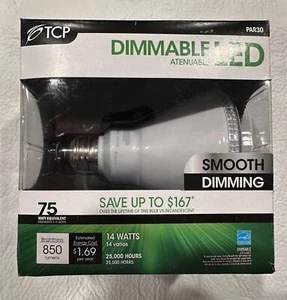 TCP
PAR30
DIMMABLE LED
ATENUABLE
SMOOTH
DIMMING
75
WATT EQUIVALENT
SAVE UP TO $167*
OVER THE LIFETIME OF THIS BULB VS INCANDESCENT
Brightness
850
lumens
Estimated
Energy Cost
$1.69
per year
14 WATTS
14 vatios
25,000 HOURS
25,000 HORAS